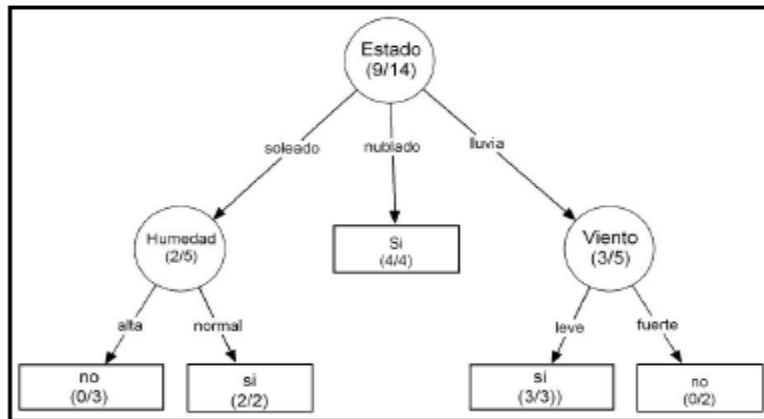 Estado
(9/14)
soleado
nublado
lluvia
Humedad
(2/5)
Si
(4/4)
Viento
(3/5)
alta
normal
leve
fuerte
no
(0/3)
si
(2/2)
si
(3/3))
no
(0/2)